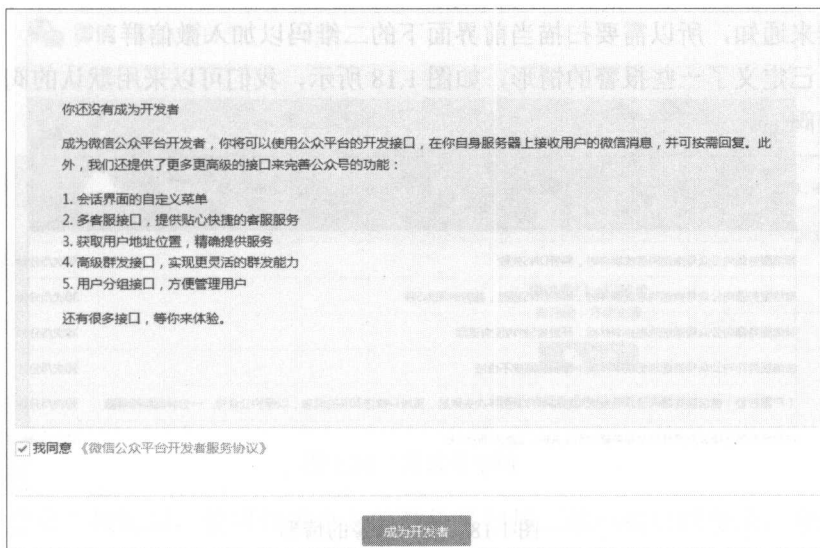 你还没有成为开发者
成为微信公众平台开发者，你将可以使用公众平台的开发接口，在你自身服务器上接收用户的微信消息，并可按需回复。此
外，我们还提供了更多更高级的接口来完善公众号的功能：
1. 会话界面的自定义菜单
2. 多客服接口，提供贴心快捷的客服服务
3. 获取用户地址位置，精确提供服务
4. 高级群发接口，实现更灵活的群发能力
5. 用户分组接口，方便管理用户
还有很多接口，等你来体验。
我同意《微信公众平台开发者服务协议》
成为开发者